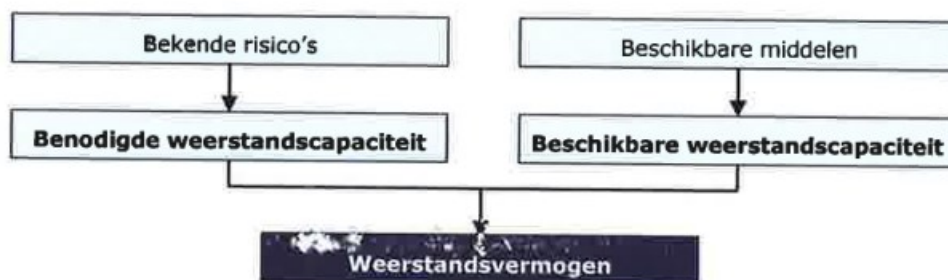 Bekende risico's
Beschikbare middelen
Benodigde weerstandscapaciteit
Beschikbare weerstandscapaciteit
Weerstandsvermogen